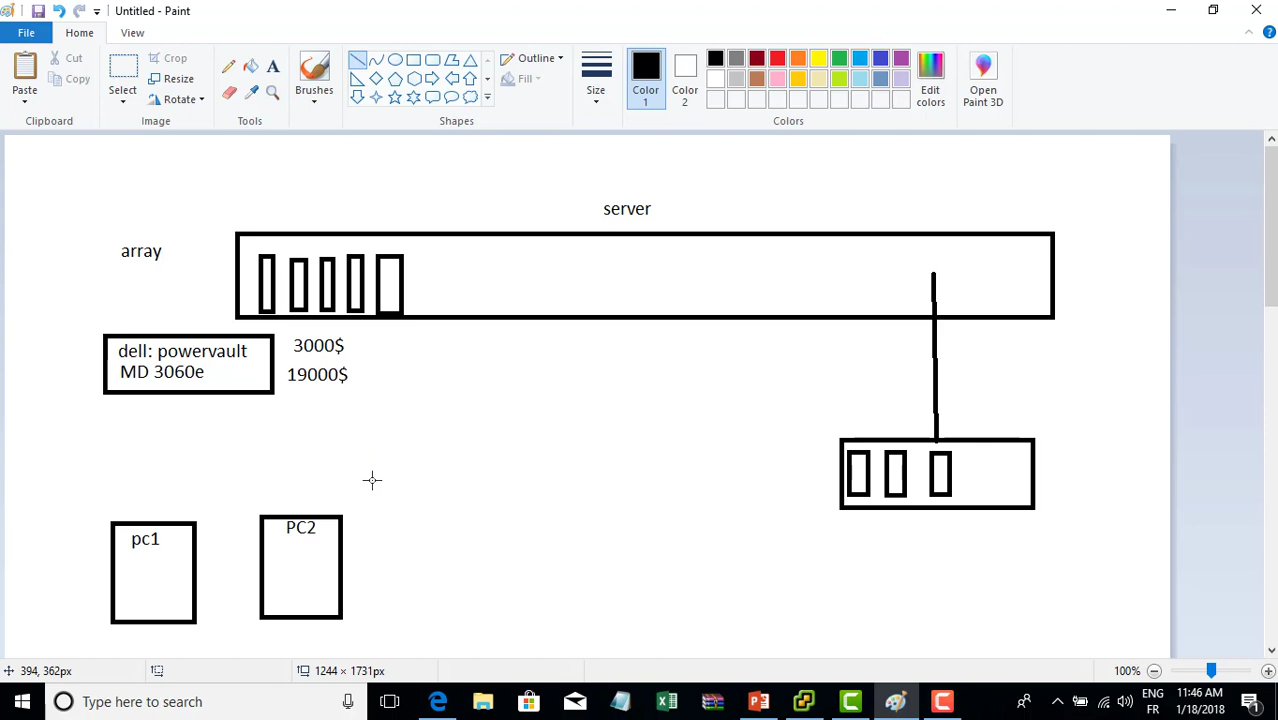 Untitled - Paint
File
Home
View
Paste
Cut
Copy
Clipboard
Select
Crop
Resize
Rotate
Image
A
Tools
Brushes
Outline
Fill
Shapes
Size
Color
1
Color
2
Edit
colors
Open
Paint 3D
Colors
server
array
dell: powervault
MD 3060e
3000$
19000$
pc1
PC2
394, 362px
1244 × 1731px
100%
Type here to search
ENG
FR
11:46 AM
1/18/2018
1